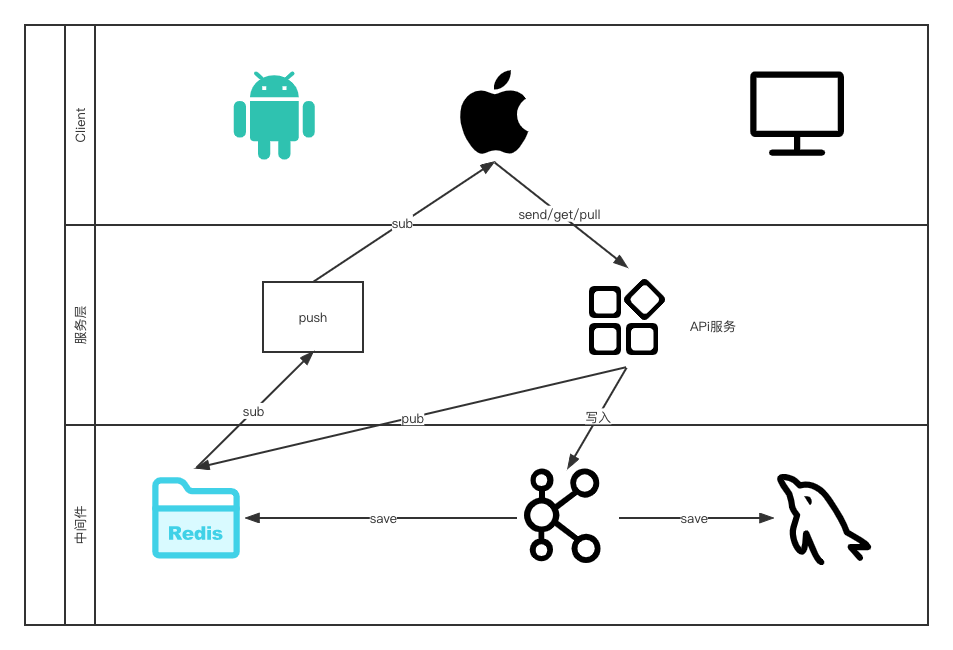 Client
sub
send/get/pull
服务层
push
APi服务
sub
pub
写入
中间件
Redis
save
save